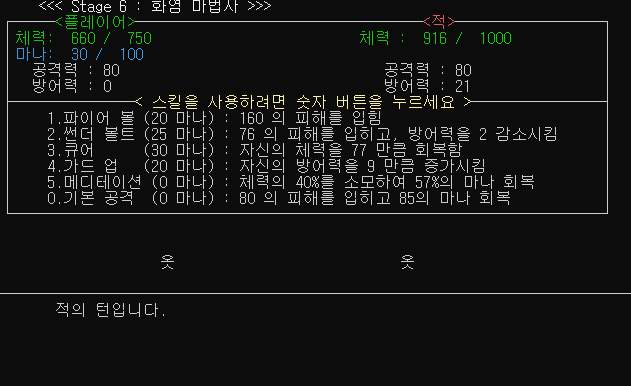 <<< Stage 6 : 화염 마법사 >>>
<플레이어> <적>
체력: 660 / 750 체력 : 916 / 1000
마나: 30 / 100
공격력 : 80 공격력 : 80
방어력 : 0 방어력 : 21
< 스킬을 사용하려면 숫자 버튼을 누르세요 >
1.파이어 볼 (20 마나) : 160 의 피해를 입힘
2.썬더 볼트 (25 마나) : 76 의 피해를 입히고, 방어력을 2 감소시킴
3.큐어 (30 마나) : 자신의 체력을 77 만큼 회복함
4.가드 업 (20 마나) : 자신의 방어력을 9 만큼 증가시킴
5.메디테이션 (0 마나) : 체력의 40%를 소모하여 57%의 마나 회복
0.기본 공격 (0 마나) : 80 의 피해를 입히고 85의 마나 회복
옷 옷
적의 턴입니다.